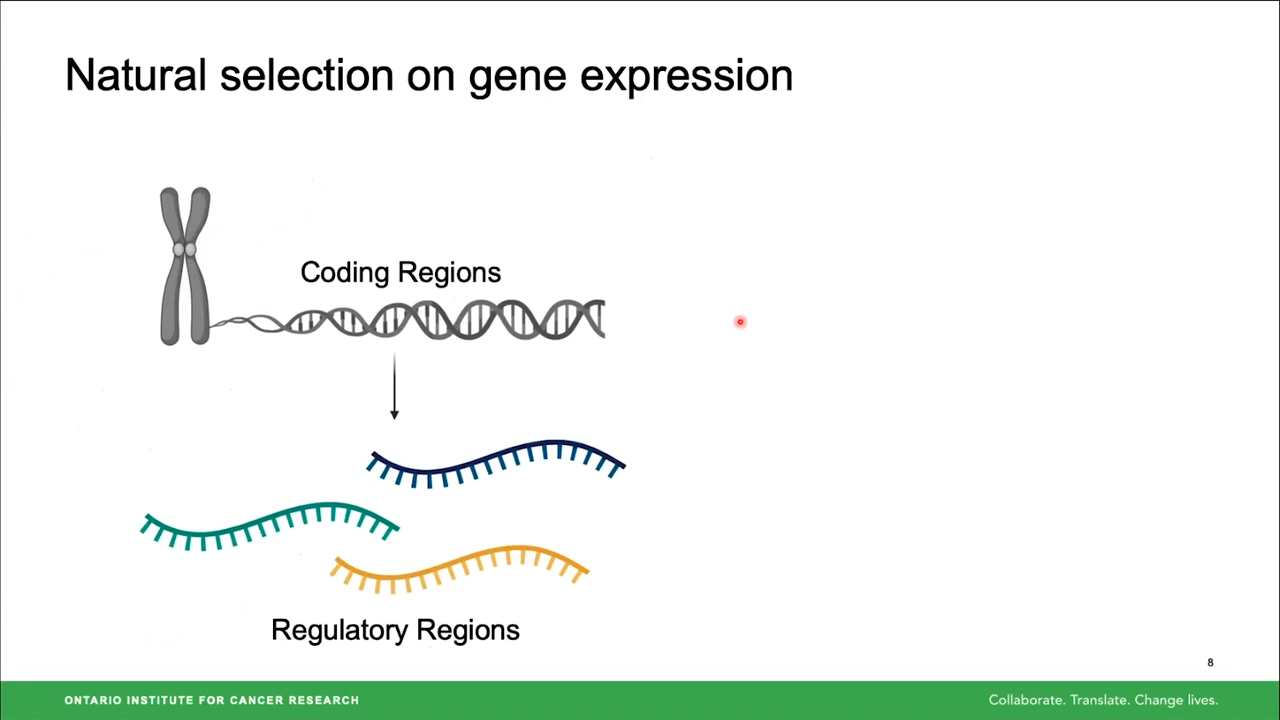 Natural selection on gene expression
Coding Regions
Regulatory Regions
8
ONTARIO INSTITUTE FOR CANCER RESEARCH
Collaborate. Translate. Change lives.